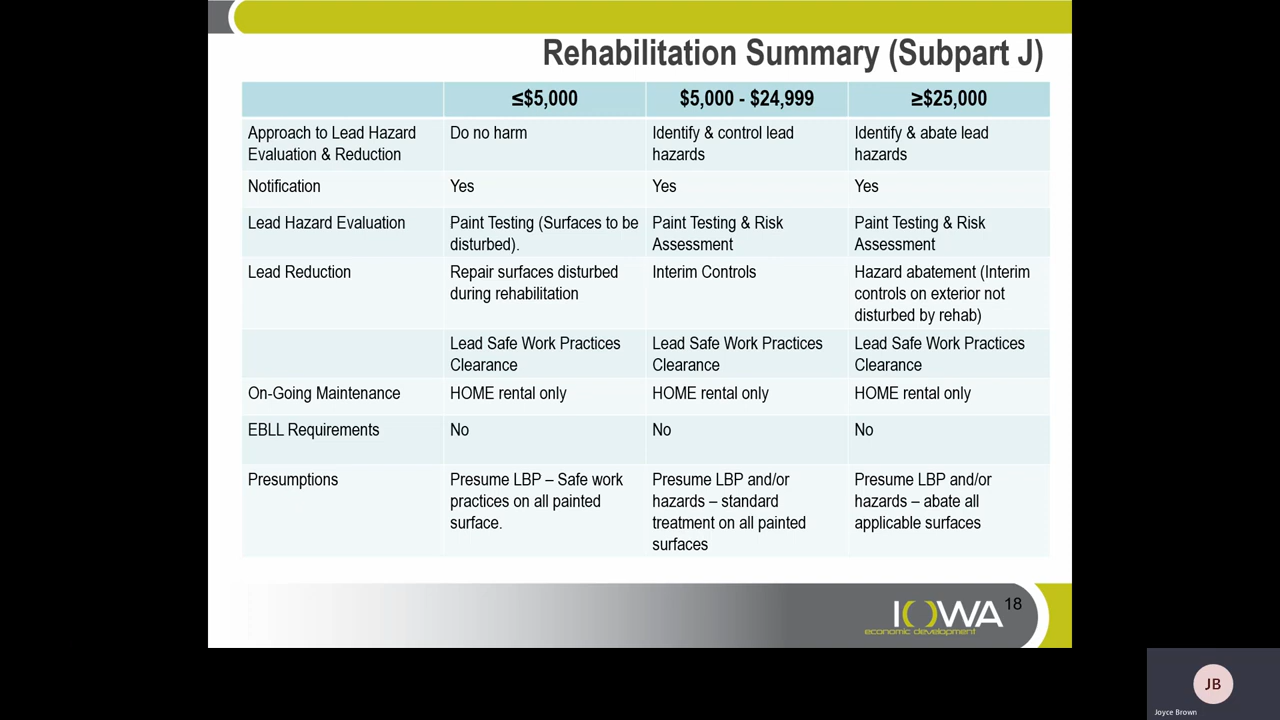 Rehabilitation Summary (Subpart J)
≤$5,000 $5,000 - $24,999 ≥$25,000
Approach to Lead Hazard Evaluation & Reduction Do no harm Identify & control lead hazards Identify & abate lead hazards
Notification Yes Yes Yes
Lead Hazard Evaluation Paint Testing (Surfaces to be disturbed). Paint Testing & Risk Assessment Paint Testing & Risk Assessment
Lead Reduction Repair surfaces disturbed during rehabilitation Interim Controls Hazard abatement (Interim controls on exterior not disturbed by rehab)
Lead Safe Work Practices Clearance Lead Safe Work Practices Clearance Lead Safe Work Practices Clearance
On-Going Maintenance HOME rental only HOME rental only HOME rental only
EBLL Requirements No No No
Presumptions Presume LBP – Safe work practices on all painted surface. Presume LBP and/or hazards – standard treatment on all painted surfaces Presume LBP and/or hazards – abate all applicable surfaces
IOWA 18
economic development
JB
Joyce Brown